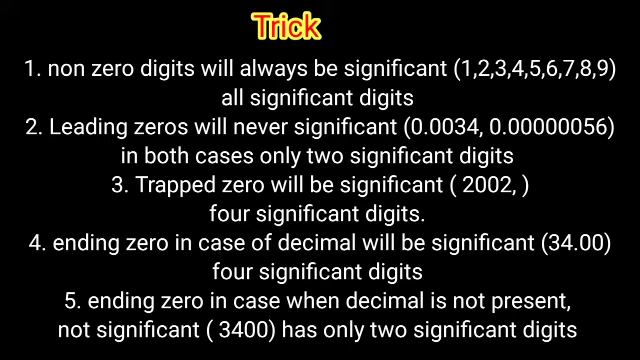 Trick
1. non zero digits will always be significant (1,2,3,4,5,6,7,8,9)
all significant digits
2. Leading zeros will never significant (0.0034, 0.00000056)
in both cases only two significant digits
3. Trapped zero will be significant ( 2002, )
four significant digits.
4. ending zero in case of decimal will be significant (34.00)
four significant digits
5. ending zero in case when decimal is not present,
not significant ( 3400) has only two significant digits